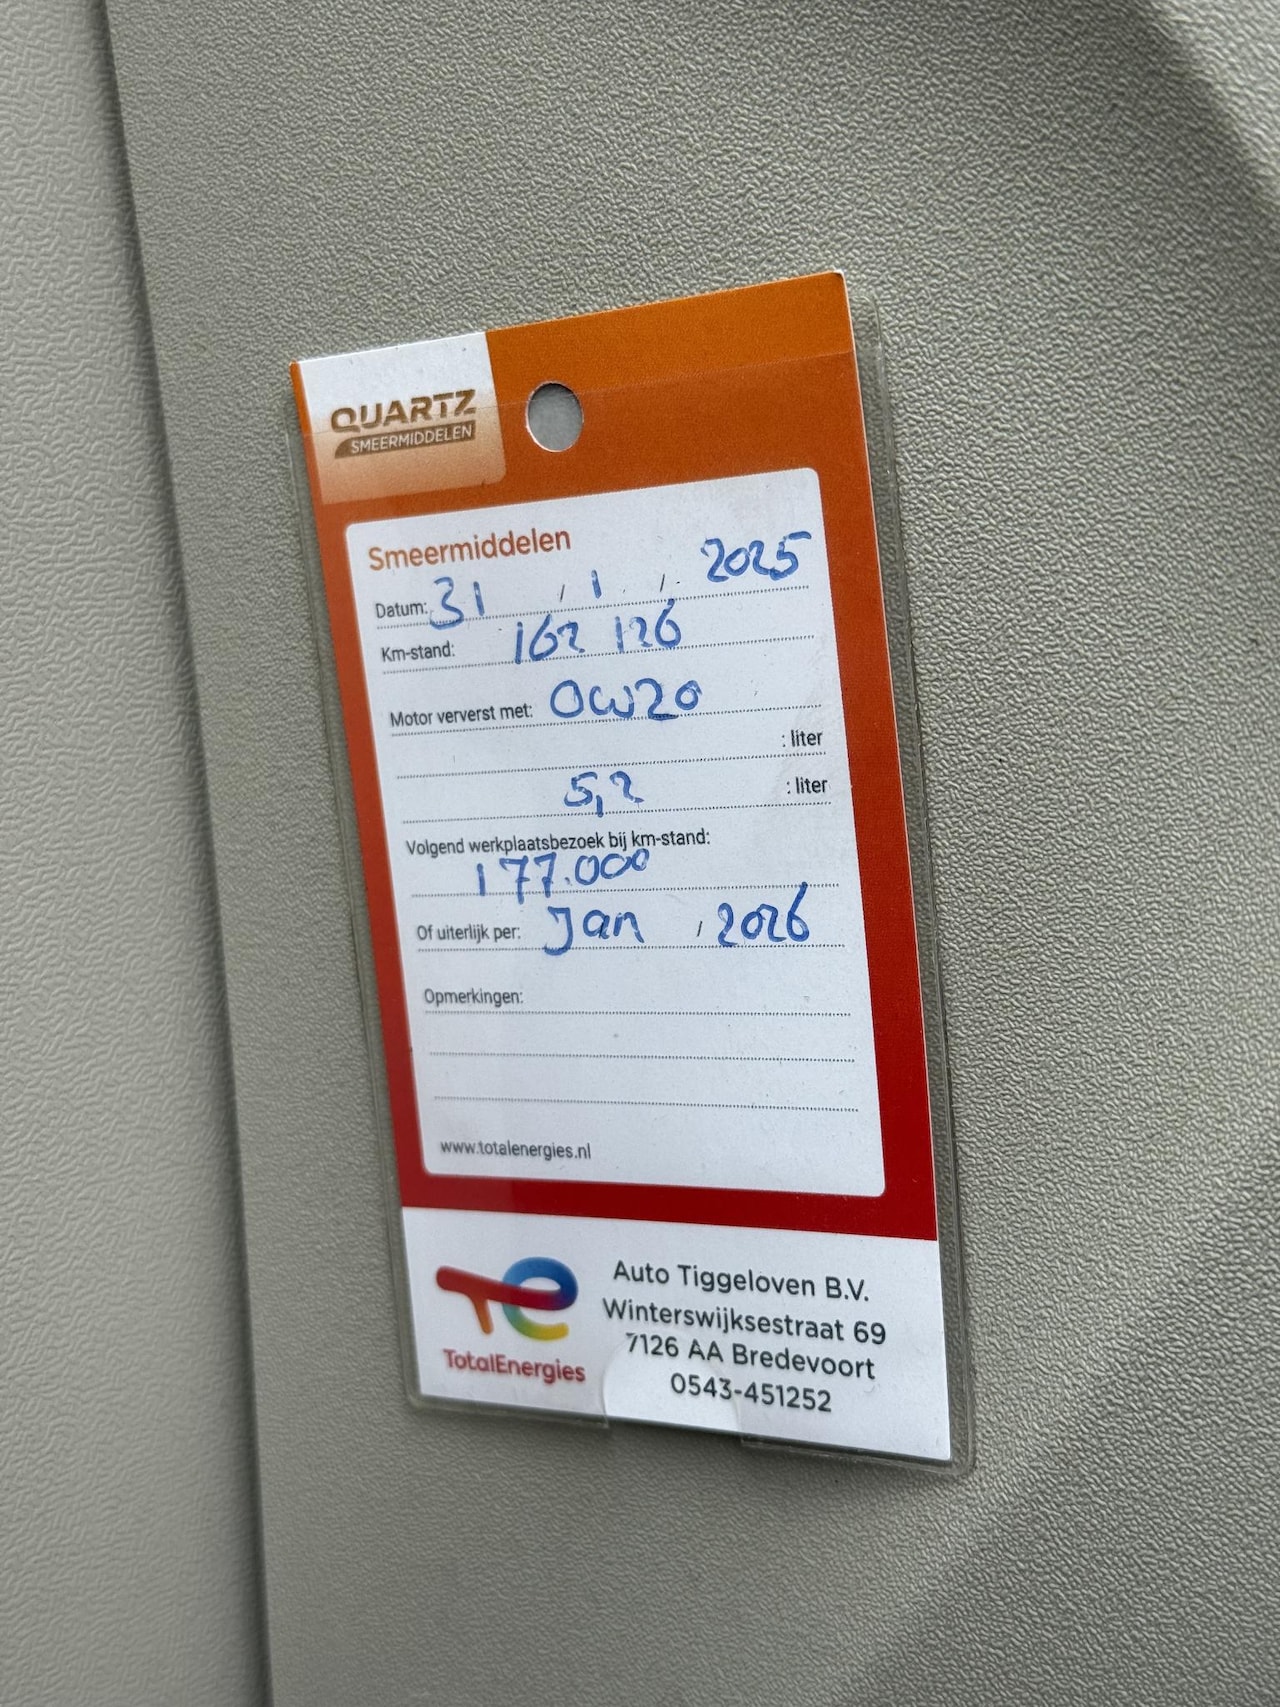 QUARTZ
SMEERMIDDELEN
Smeermiddelen
Datum: 31 / 1 / 2025
Km-stand: 162 126
Motor ververst met: 0W20
: liter
5,2 : liter
Volgend werkplaatsbezoek bij km-stand:
177.000
Of uiterlijk per: Jan / 2026
Opmerkingen:
www.totalenergies.nl
TotalEnergies
Auto Tiggeloven B.V.
Winterswijksestraat 69
7126 AA Bredevoort
0543-451252